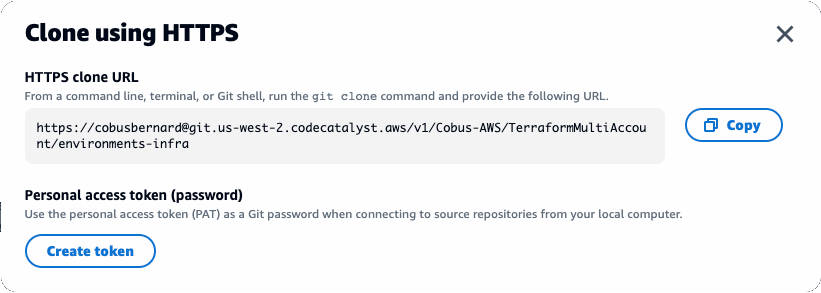 Clone using HTTPS
HTTPS clone URL
From a command line, terminal, or Git shell, run the git clone command and provide the following URL.
https://cobusbernard@git.us-west-2.codecatalyst.aws/v1/Cobus-AWS/TerraformMultiAccou
nt/environments-infra
Copy
Personal access token (password)
Use the personal access token (PAT) as a Git password when connecting to source repositories from your local computer.
Create token